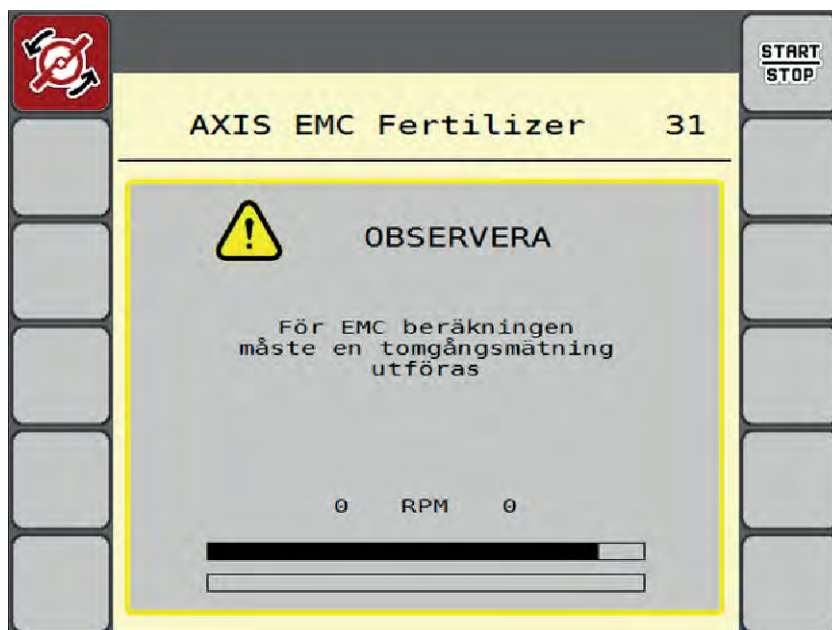 START
STOP
AXIS EMC Fertilizer 31
OBSERVERA
För EMC beräkningen
måste en tomgångsmätning
utföras
0 RPM 0